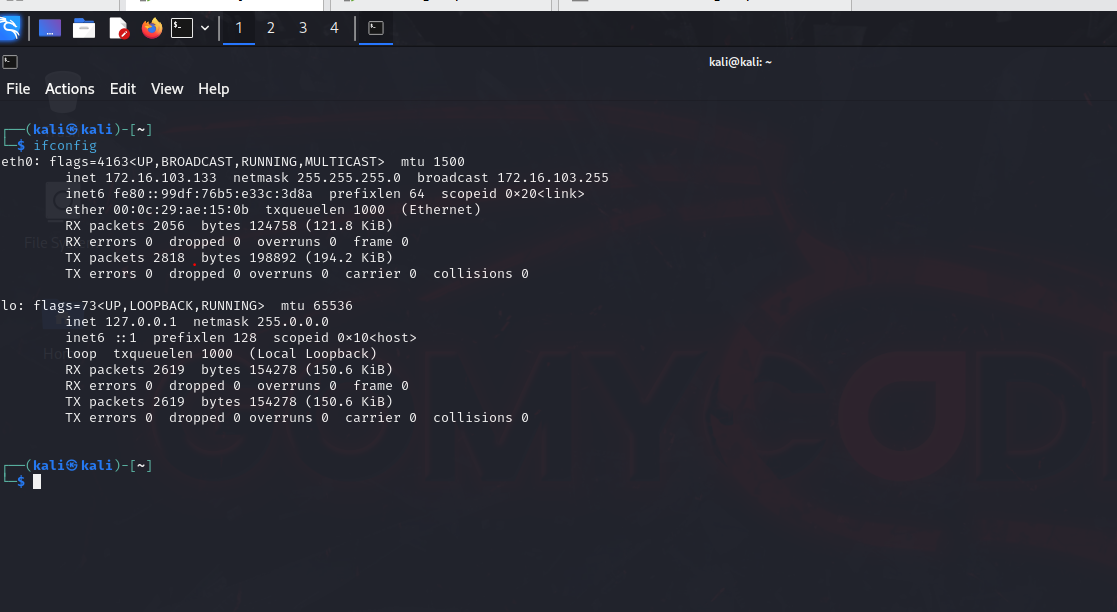 1 2 3 4
kali@kali: ~
File Actions Edit View Help
┌──(kali㉿kali)-[~]
└─$ ifconfig
eth0: flags=4163<UP,BROADCAST,RUNNING,MULTICAST>  mtu 1500
        inet 172.16.103.133  netmask 255.255.255.0  broadcast 172.16.103.255
        inet6 fe80::99df:76b5:e33c:3d8a  prefixlen 64  scopeid 0×20<link>
        ether 00:0c:29:ae:15:0b  txqueuelen 1000  (Ethernet)
        RX packets 2056  bytes 124758 (121.8 KiB)
        RX errors 0  dropped 0  overruns 0  frame 0
        TX packets 2818  bytes 198892 (194.2 KiB)
        TX errors 0  dropped 0 overruns 0  carrier 0  collisions 0
lo: flags=73<UP,LOOPBACK,RUNNING>  mtu 65536
        inet 127.0.0.1  netmask 255.0.0.0
        inet6 ::1  prefixlen 128  scopeid 0×10<host>
        loop  txqueuelen 1000  (Local Loopback)
        RX packets 2619  bytes 154278 (150.6 KiB)
        RX errors 0  dropped 0  overruns 0  frame 0
        TX packets 2619  bytes 154278 (150.6 KiB)
        TX errors 0  dropped 0 overruns 0  carrier 0  collisions 0
┌──(kali㉿kali)-[~]
└─$